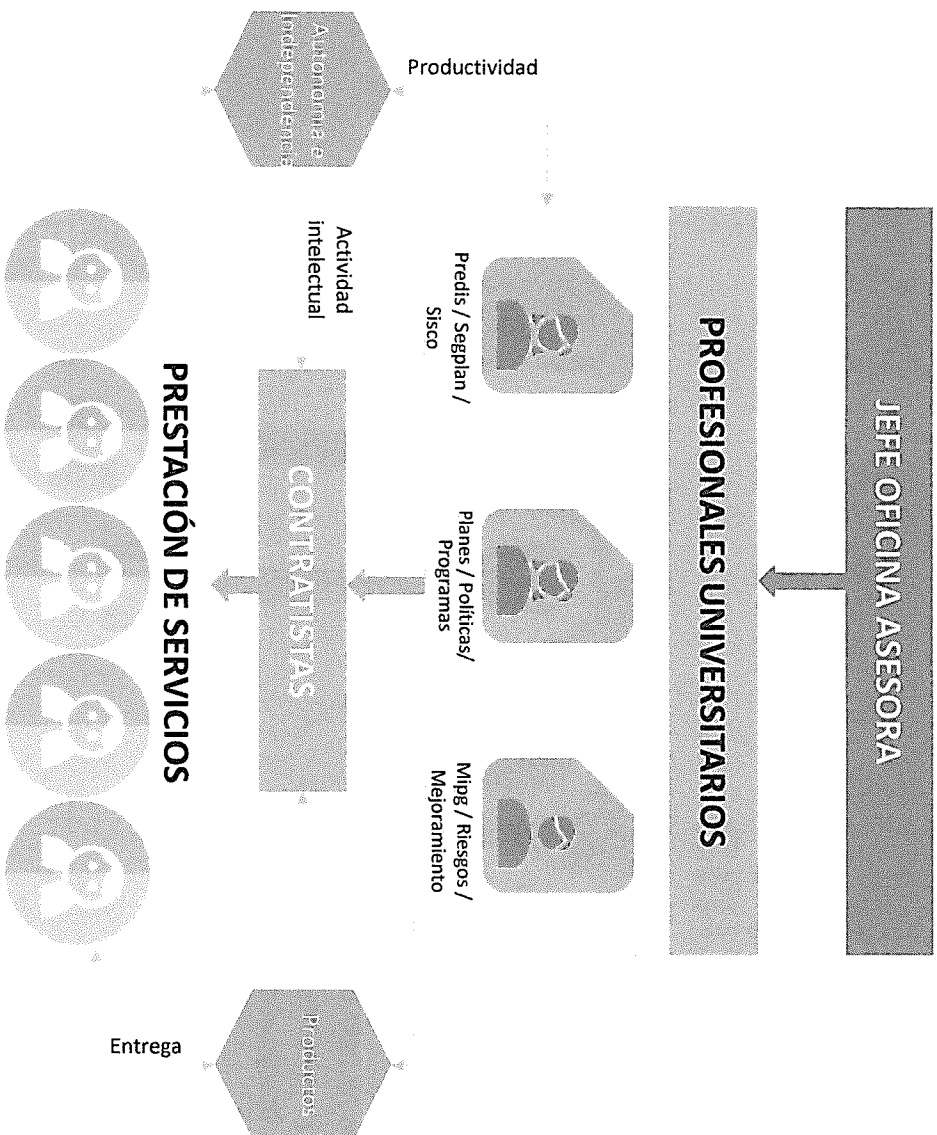 JEFE OFICINA ASESORA
PROFESIONALES UNIVERSITARIOS
Predis / Segplan /
Sisco
Planes / Políticas/
Programas
Mipg / Riesgos /
Mejoramiento
Productividad
Autonomía e
Independencia
Actividad
intelectual
CONTRATISTAS
Productos
Entrega
PRESTACIÓN DE SERVICIOS